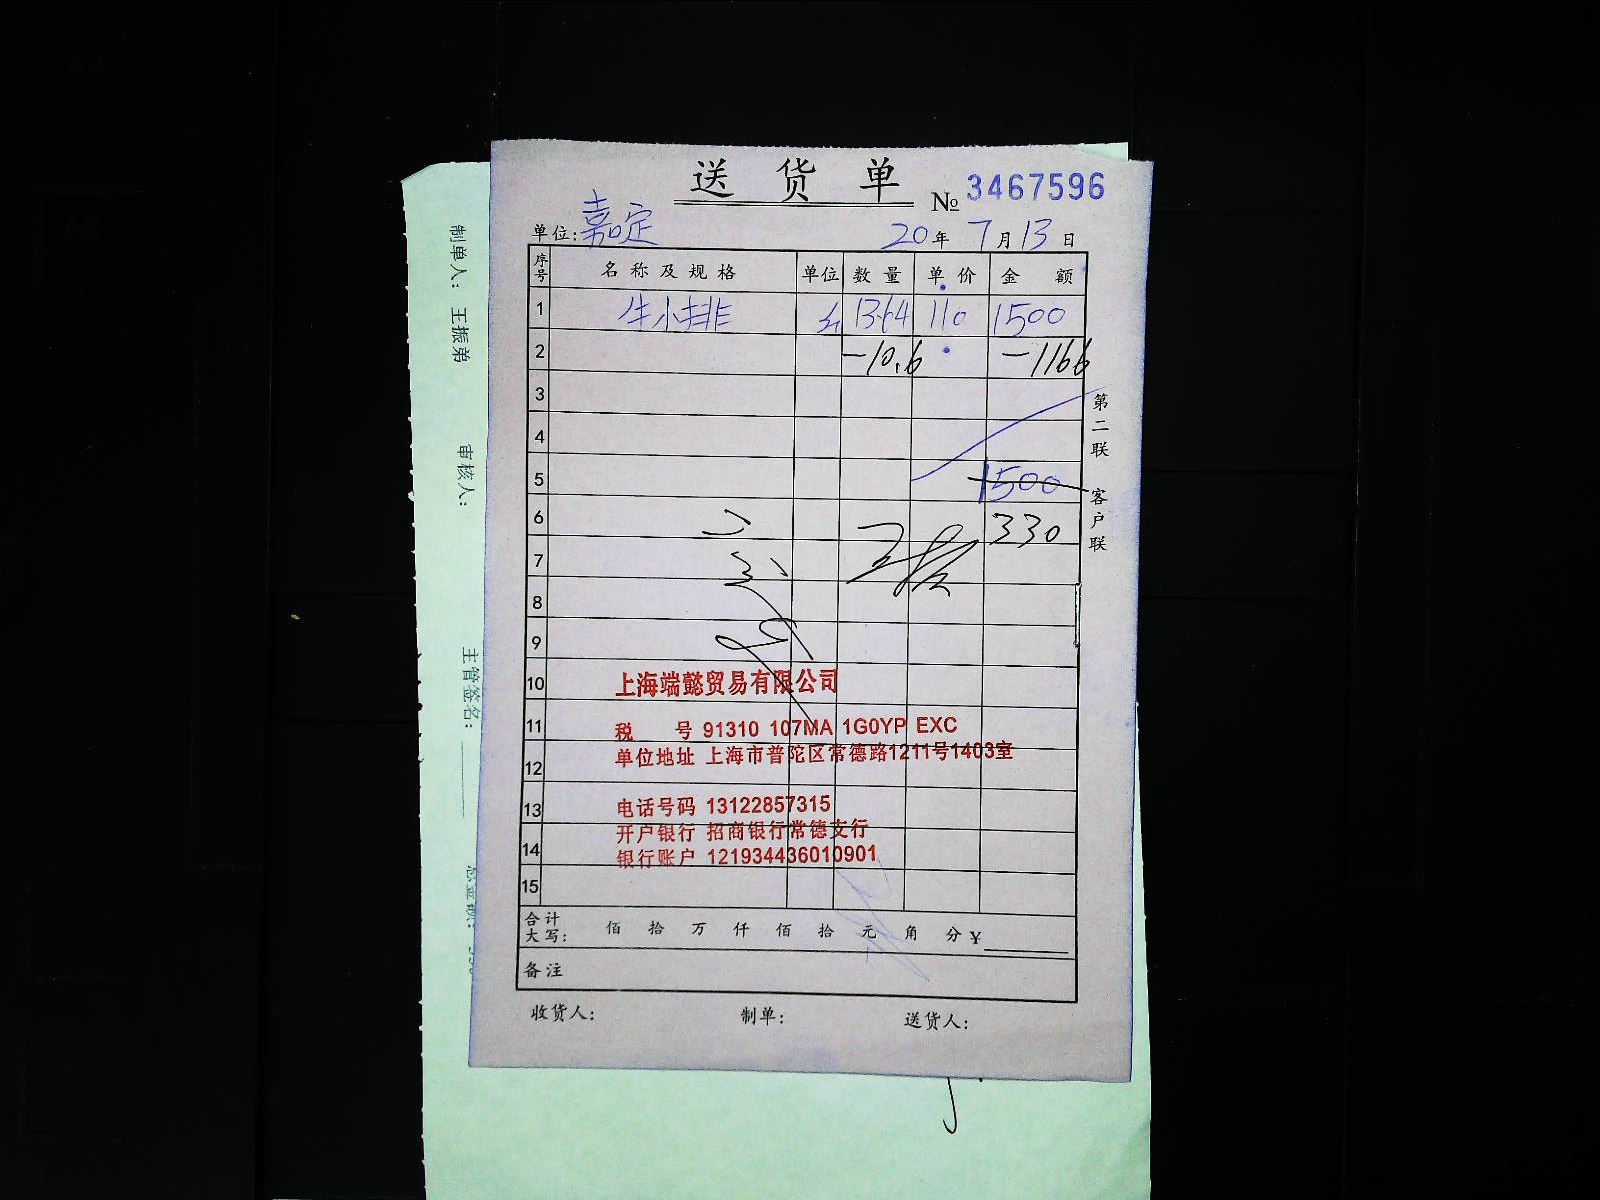 送货单
№ 3467596
单位: 嘉定 20年 7月 13日
序号 名称及规格 单位 数量 单价 金额
1 牛小排 13.64 110 1500
2 -10.6 -1166
3
4
5 1500
6 330
7
8
9
10
11
12
13
14
15
上海端懿贸易有限公司
税 号 91310 107MA 1G0YP EXC
单位地址 上海市普陀区常德路1211号1403室
电话号码 13122857315
开户银行 招商银行常德支行
银行账户 121934436010901
合计大写: 佰 拾 万 仟 佰 拾 元 角 分 ¥
备注
收货人: 制单: 送货人:
第二联 客户联
制单人: 王振弟 审核人: 主管签名: